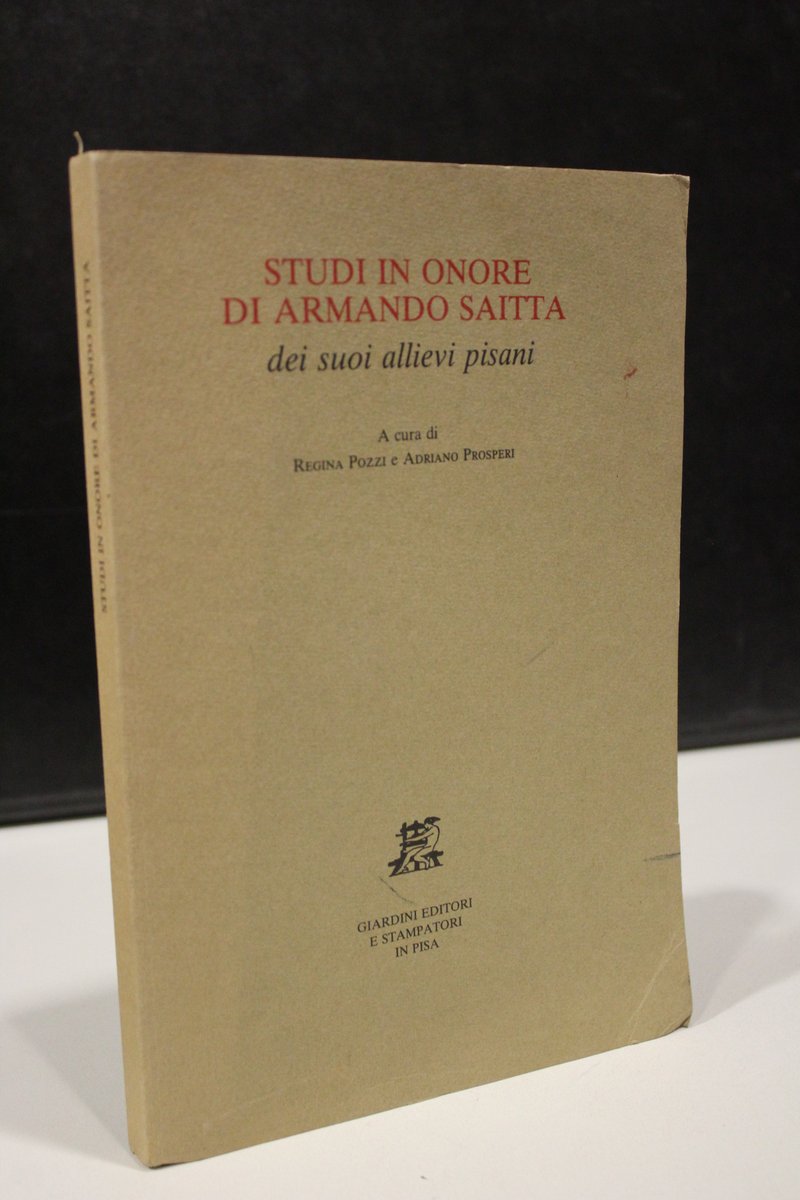 STUDI IN ONORE
DI ARMANDO SAITTA
dei suoi allievi pisani
A cura di
REGINA POZZI e ADRIANO PROSPERI
GIARDINI EDITORI
E STAMPATORI
IN PISA
STUDI IN ONORE DI ARMANDO SAITTA